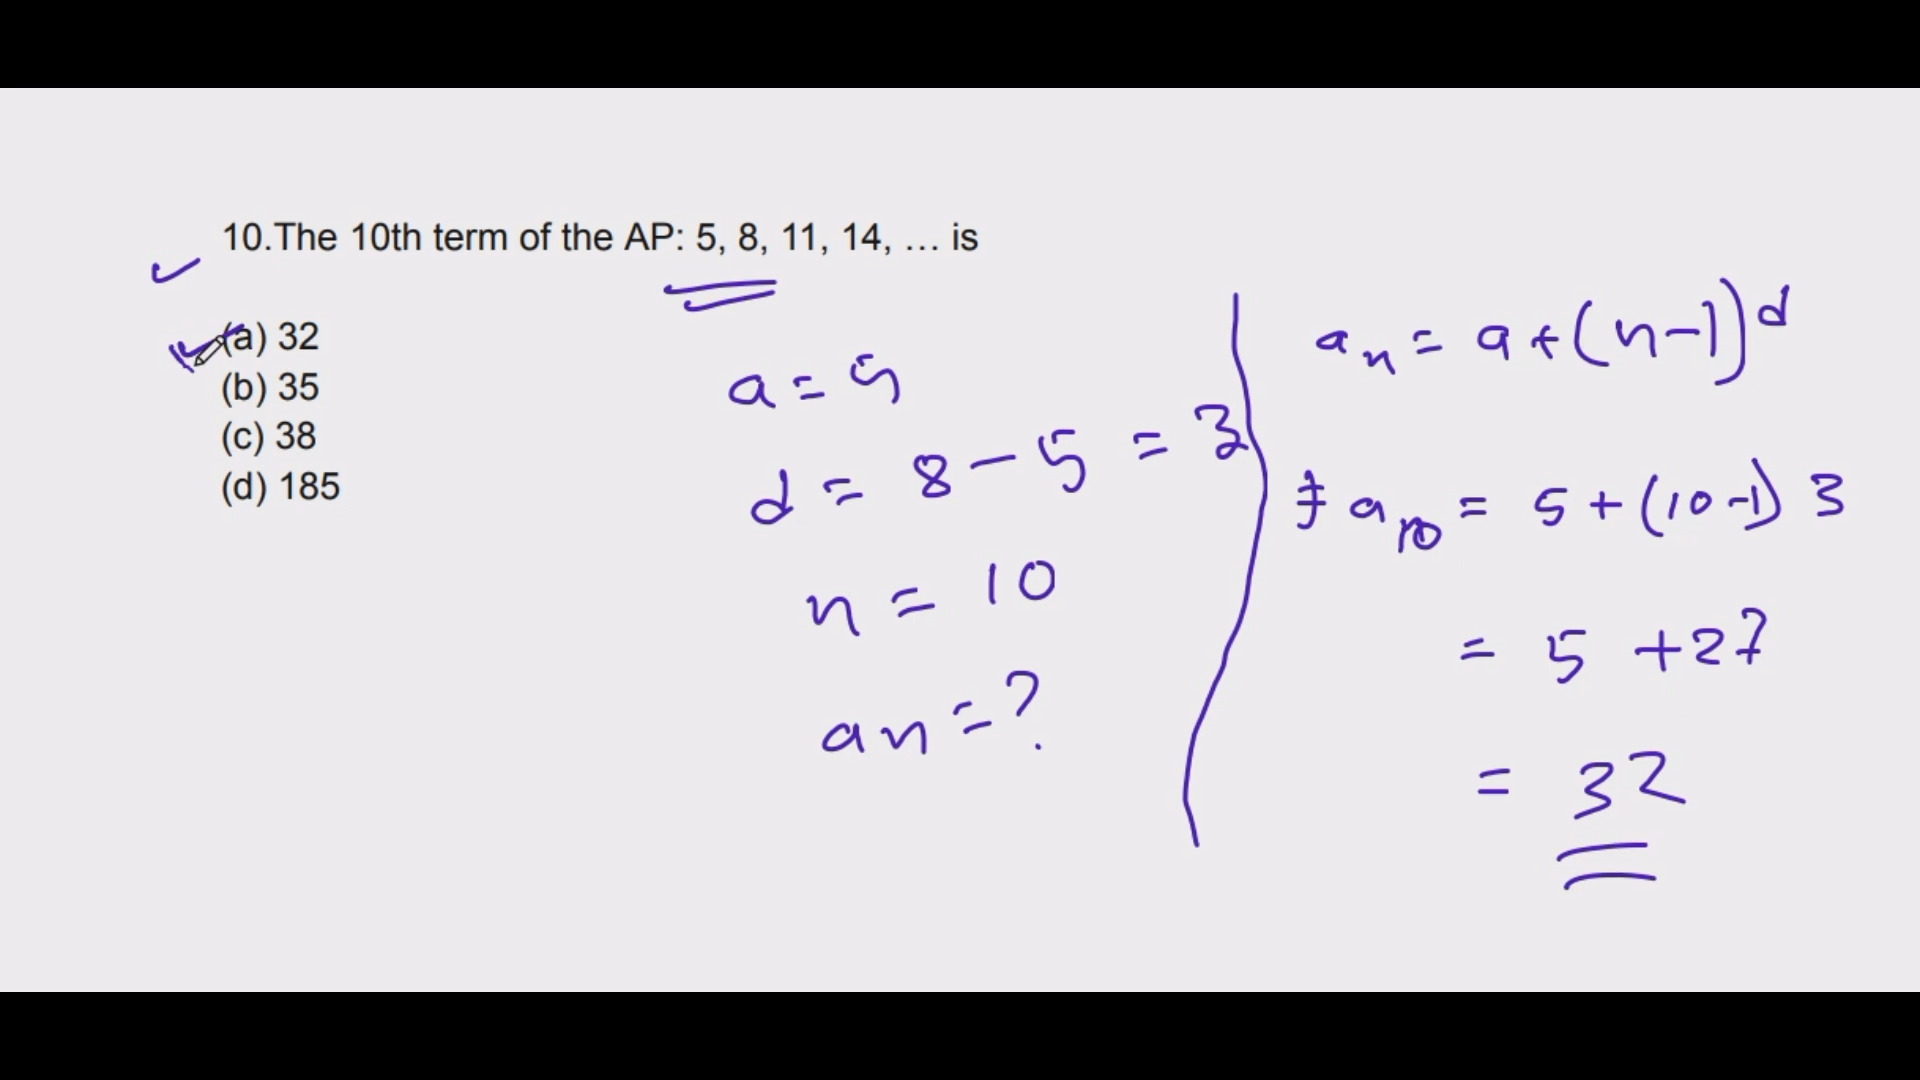 10.The 10th term of the AP: 5, 8, 11, 14, … is
(a) 32
(b) 35
(c) 38
(d) 185
a = 5
d = 8 - 5 = 3
n = 10
an = ?
an = a + (n-1)d
a10 = 5 + (10-1) 3
= 5 + 27
= 32